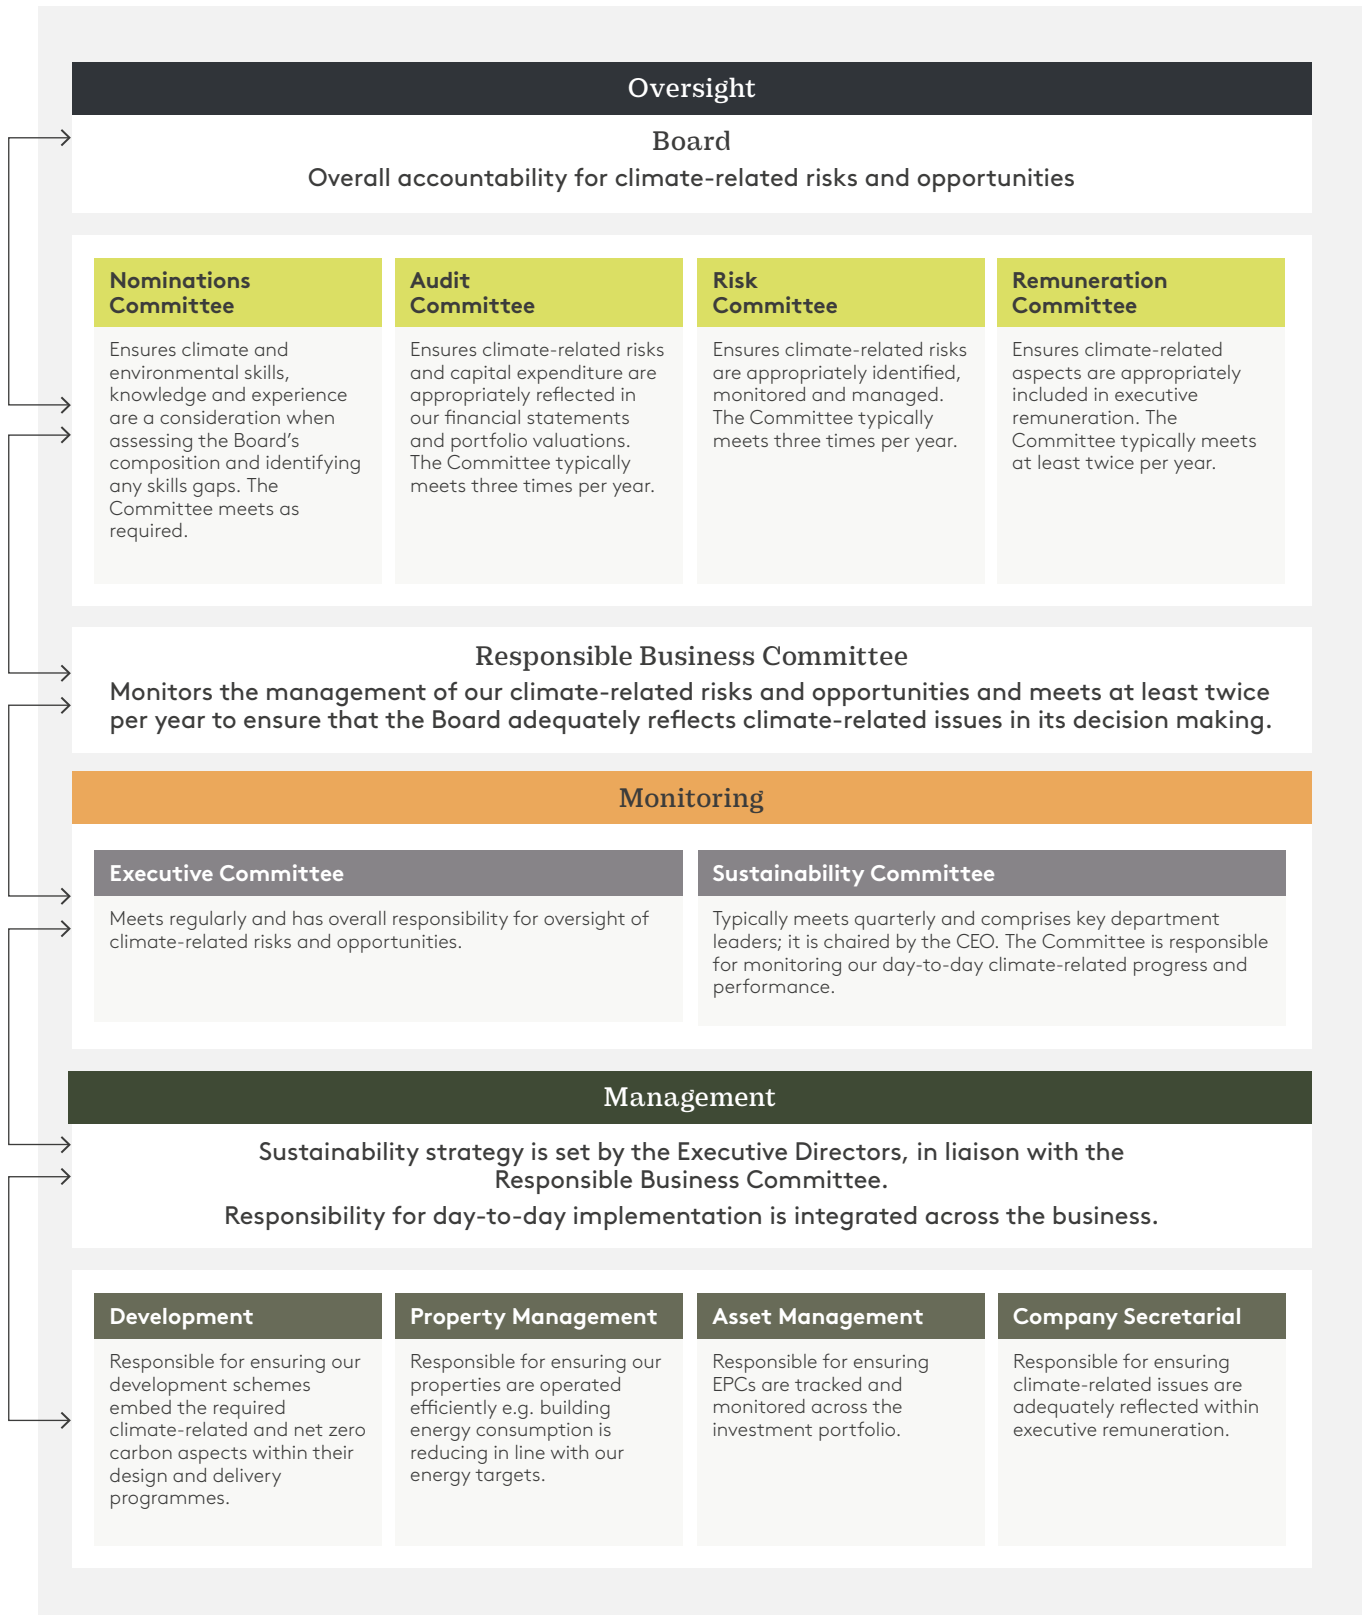 Oversight
Board
Overall accountability for climate-related risks and opportunities
Nominations
Committee
Ensures climate and
environmental skills,
knowledge and experience
are a consideration when
assessing the Board’s
composition and identifying
any skills gaps. The
Committee meets as
required.
Audit
Committee
Ensures climate-related risks
and capital expenditure are
appropriately reflected in
our financial statements
and portfolio valuations.
The Committee typically
meets three times per year.
Risk
Committee
Ensures climate-related risks
are appropriately identified,
monitored and managed.
The Committee typically
meets three times per year.
Remuneration
Committee
Ensures climate-related
aspects are appropriately
included in executive
remuneration. The
Committee typically meets
at least twice per year.
Responsible Business Committee
Monitors the management of our climate-related risks and opportunities and meets at least twice
per year to ensure that the Board adequately reflects climate-related issues in its decision making.
Monitoring
Executive Committee
Meets regularly and has overall responsibility for oversight of
climate-related risks and opportunities.
Sustainability Committee
Typically meets quarterly and comprises key department
leaders; it is chaired by the CEO. The Committee is responsible
for monitoring our day-to-day climate-related progress and
performance.
Management
Sustainability strategy is set by the Executive Directors, in liaison with the
Responsible Business Committee.
Responsibility for day-to-day implementation is integrated across the business.
Development
Responsible for ensuring our
development schemes
embed the required
climate-related and net zero
carbon aspects within their
design and delivery
programmes.
Property Management
Responsible for ensuring our
properties are operated
efficiently e.g. building
energy consumption is
reducing in line with our
energy targets.
Asset Management
Responsible for ensuring
EPCs are tracked and
monitored across the
investment portfolio.
Company Secretarial
Responsible for ensuring
climate-related issues are
adequately reflected within
executive remuneration.